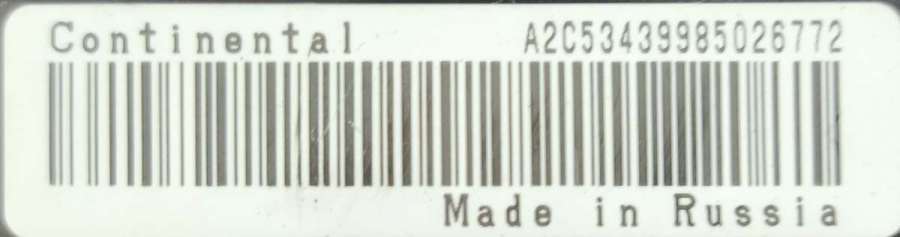 Continental A2C53439985026772
Made in Russia